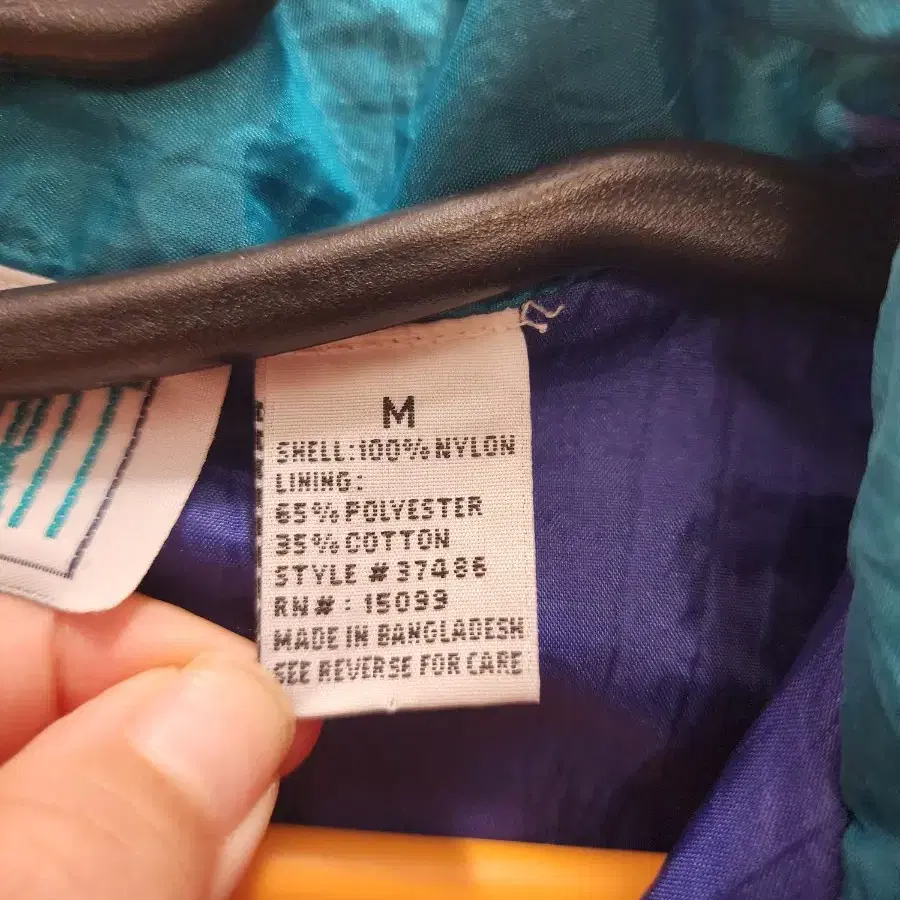 M
SHELL:100% NYLON
LINING:
65% POLYESTER
35% COTTON
STYLE #37486
RN#: 15099
MADE IN BANGLADESH
SEE REVERSE FOR CARE